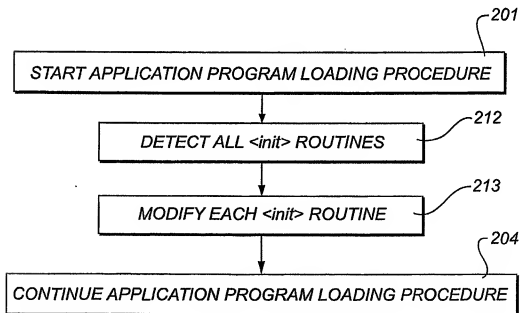 201
START APPLICATION PROGRAM LOADING PROCEDURE
212
DETECT ALL <init> ROUTINES
213
MODIFY EACH <init> ROUTINE
204
CONTINUE APPLICATION PROGRAM LOADING PROCEDURE